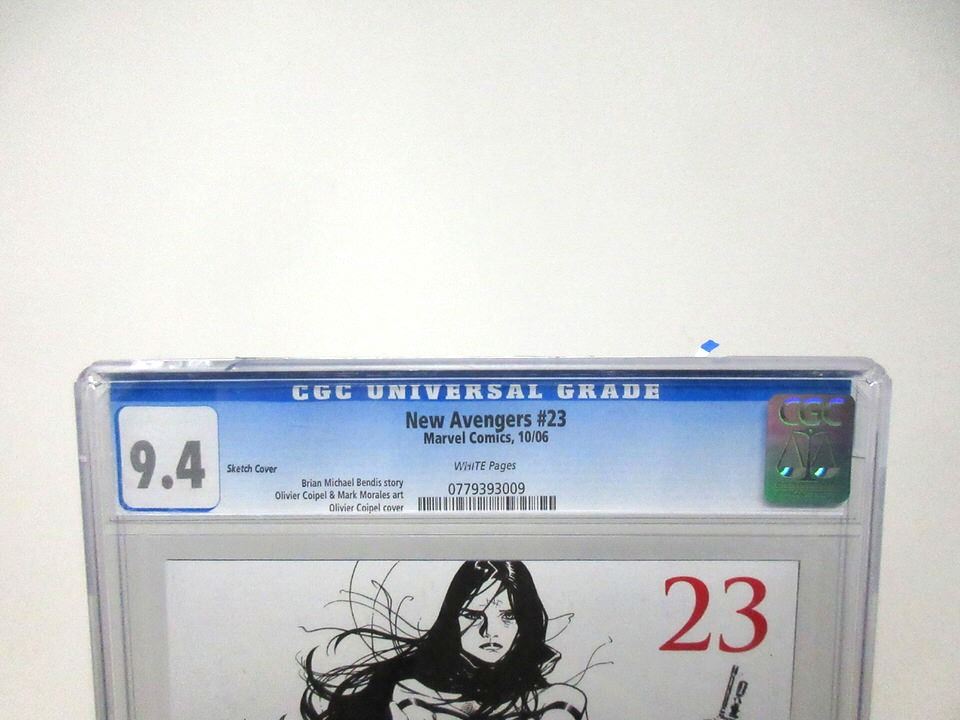 CGC UNIVERSAL GRADE
9.4
New Avengers #23
Marvel Comics, 10/06
Sketch Cover
WHITE Pages
Brian Michael Bendis story
Olivier Coipel & Mark Morales art
Olivier Coipel cover
0779393009
CGC
23